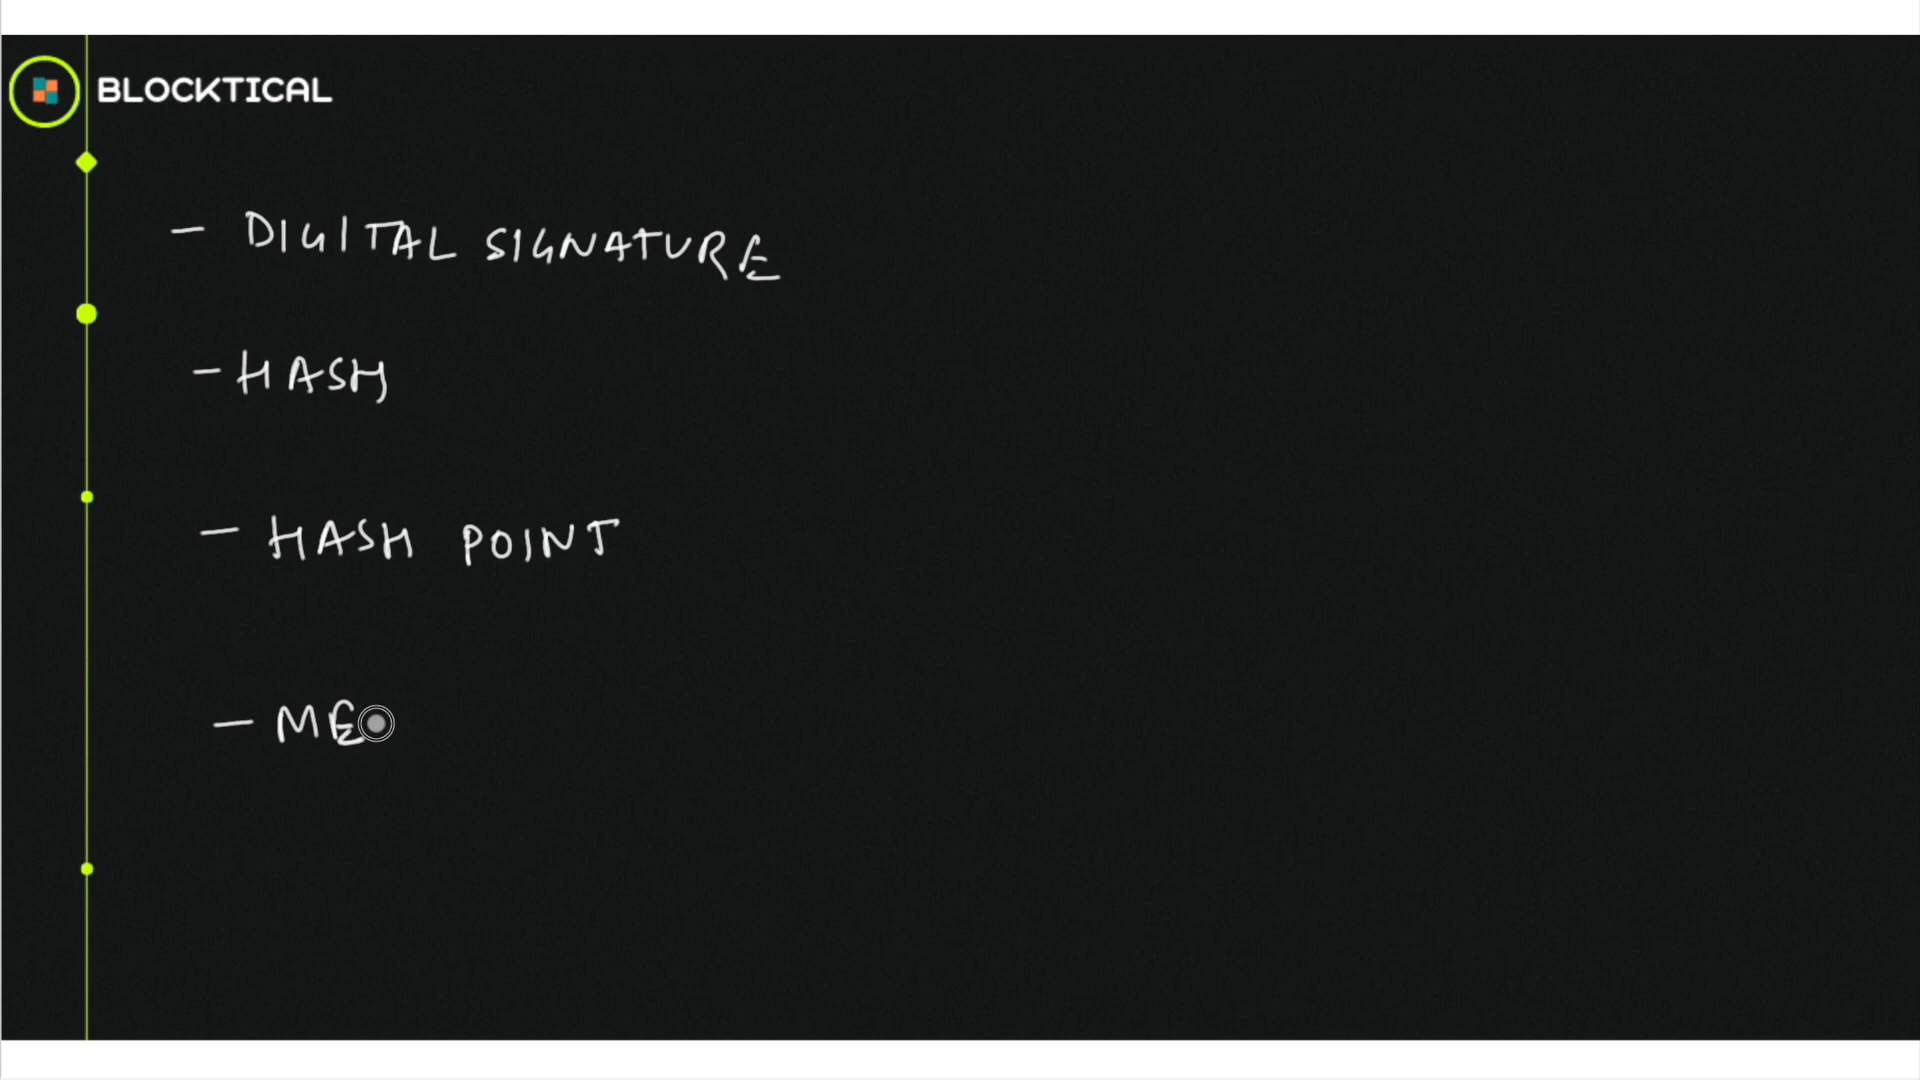 BLOCKTICAL
- DIGITAL SIGNATURE
- HASH
- HASH POINT
- ME